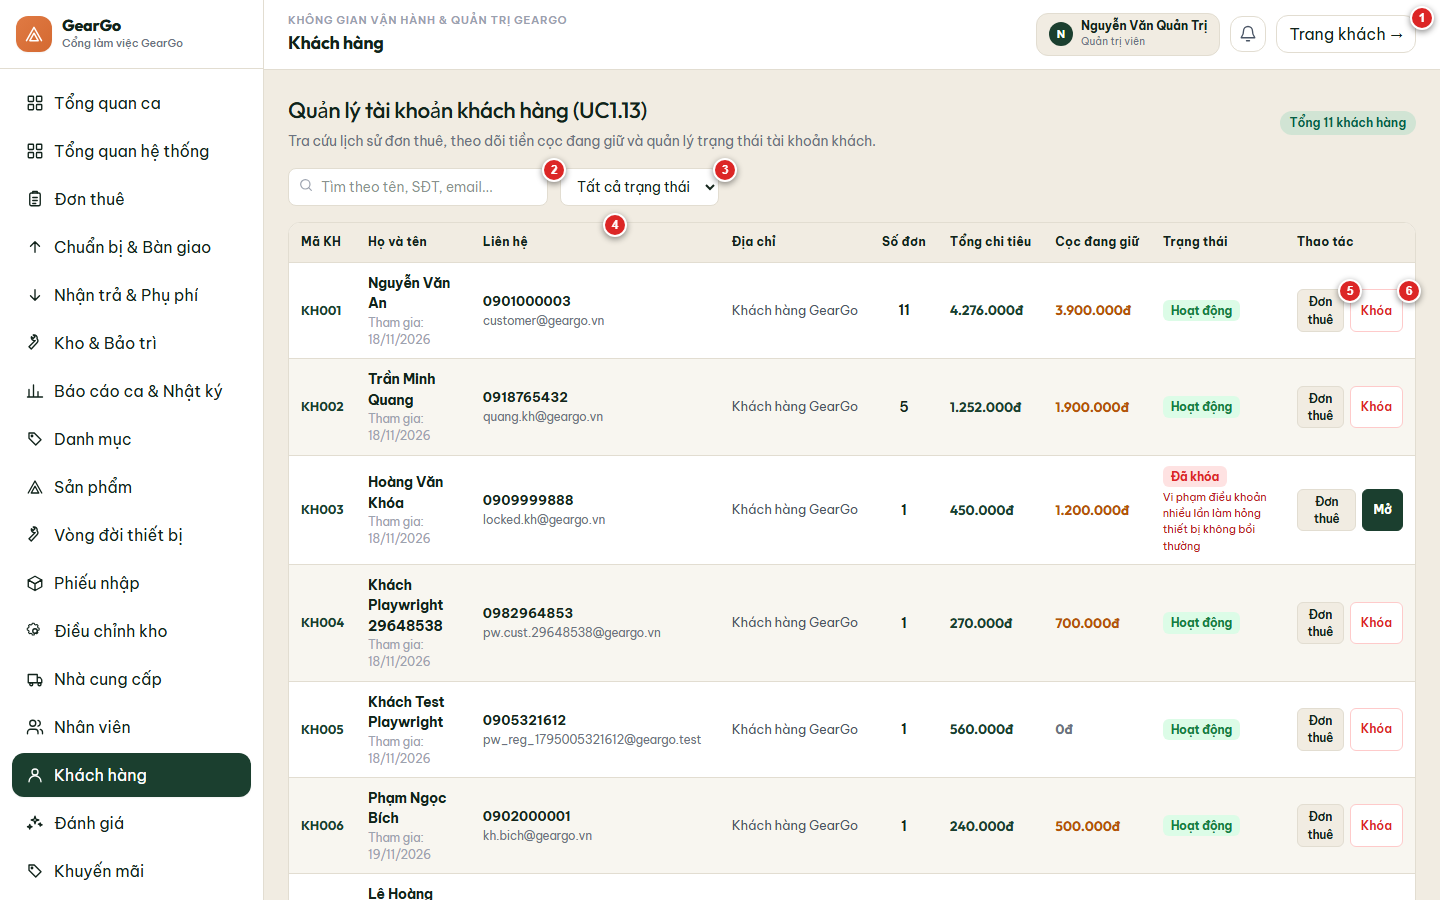 GearGo
Cổng làm việc GearGo
Tổng quan ca
Tổng quan hệ thống
Đơn thuê
Chuẩn bị & Bàn giao
Nhận trả & Phụ phí
Kho & Bảo trì
Báo cáo ca & Nhật ký
Danh mục
Sản phẩm
Vòng đời thiết bị
Phiếu nhập
Điều chỉnh kho
Nhà cung cấp
Nhân viên
Khách hàng
Đánh giá
Khuyến mãi
KHÔNG GIAN VẬN HÀNH & QUẢN TRỊ GEARGO
Khách hàng
N
Nguyễn Văn Quản Trị
Quản trị viên
Trang khách →
1
Quản lý tài khoản khách hàng (UC1.13)
Tra cứu lịch sử đơn thuê, theo dõi tiền cọc đang giữ và quản lý trạng thái tài khoản khách.
Tổng 11 khách hàng
Tìm theo tên, SĐT, email...
2
Tất cả trạng thái
3
4
Mã KH Họ và tên Liên hệ Địa chỉ Số đơn Tổng chi tiêu Cọc đang giữ Trạng thái Thao tác
KH001
Nguyễn Văn
An
Tham gia:
18/11/2026
0901000003
customer@geargo.vn
Khách hàng GearGo
11
4.276.000đ
3.900.000đ
Hoạt động
Đơn
thuê
5
Khóa
6
KH002
Trần Minh
Quang
Tham gia:
18/11/2026
0918765432
quang.kh@geargo.vn
Khách hàng GearGo
5
1.252.000đ
1.900.000đ
Hoạt động
Đơn
thuê
Khóa
KH003
Hoàng Văn
Khóa
Tham gia:
18/11/2026
0909999888
locked.kh@geargo.vn
Khách hàng GearGo
1
450.000đ
1.200.000đ
Đã khóa
Vi phạm điều khoản
nhiều lần làm hỏng
thiết bị không bồi
thường
Đơn
thuê
Mở
KH004
Khách
Playwright
29648538
Tham gia:
18/11/2026
0982964853
pw.cust.29648538@geargo.vn
Khách hàng GearGo
1
270.000đ
700.000đ
Hoạt động
Đơn
thuê
Khóa
KH005
Khách Test
Playwright
Tham gia:
18/11/2026
0905321612
pw_reg_1795005321612@geargo.test
Khách hàng GearGo
1
560.000đ
0đ
Hoạt động
Đơn
thuê
Khóa
KH006
Phạm Ngọc
Bích
Tham gia:
19/11/2026
0902000001
kh.bich@geargo.vn
Khách hàng GearGo
1
240.000đ
500.000đ
Hoạt động
Đơn
thuê
Khóa
Lê Hoàng